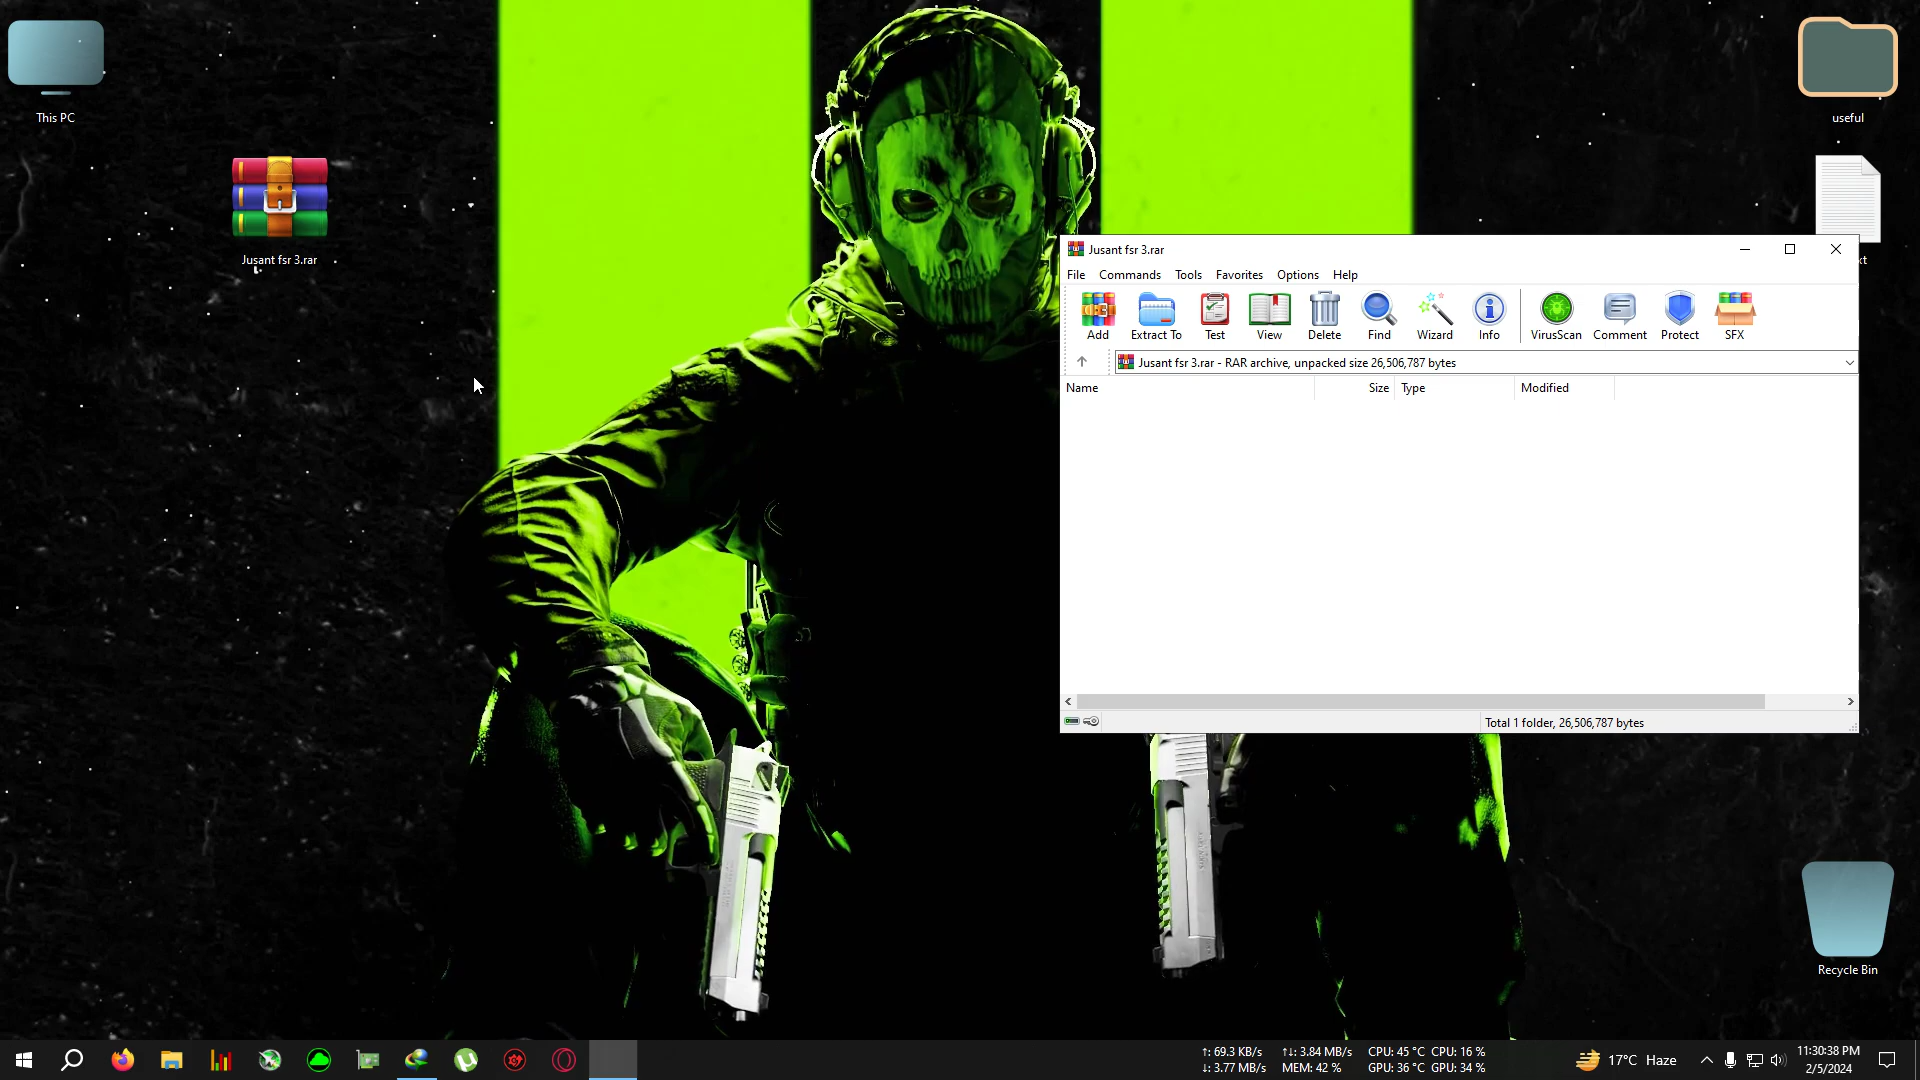 This PC
Jusant fsr 3.rar
useful
xt
Jusant fsr 3.rar
File Commands Tools Favorites Options Help
Add Extract To Test View Delete Find Wizard Info VirusScan Comment Protect SFX
Jusant fsr 3.rar - RAR archive, unpacked size 26,506,787 bytes
Name Size Type Modified
Total 1 folder, 26,506,787 bytes
Recycle Bin
↑: 69.3 KB/s ↑↓: 3.84 MB/s CPU: 45 °C CPU: 16 %
↓: 3.77 MB/s MEM: 42 % GPU: 36 °C GPU: 34 %
17°C Haze
11:30:38 PM
2/5/2024